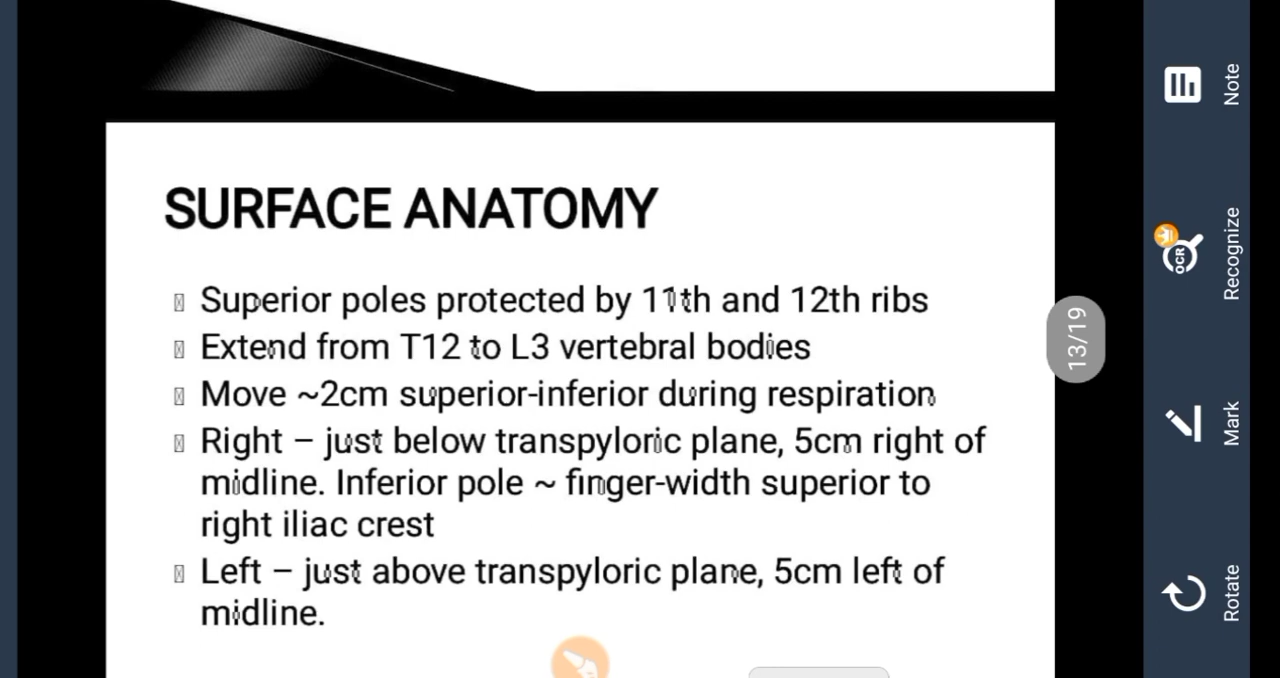 SURFACE ANATOMY
Superior poles protected by 11th and 12th ribs
Extend from T12 to L3 vertebral bodies
Move ~2cm superior-inferior during respiration
Right – just below transpyloric plane, 5cm right of
midline. Inferior pole ~ finger-width superior to
right iliac crest
Left – just above transpyloric plane, 5cm left of
midline.
13/19
Note
OCR
Recognize
Mark
Rotate